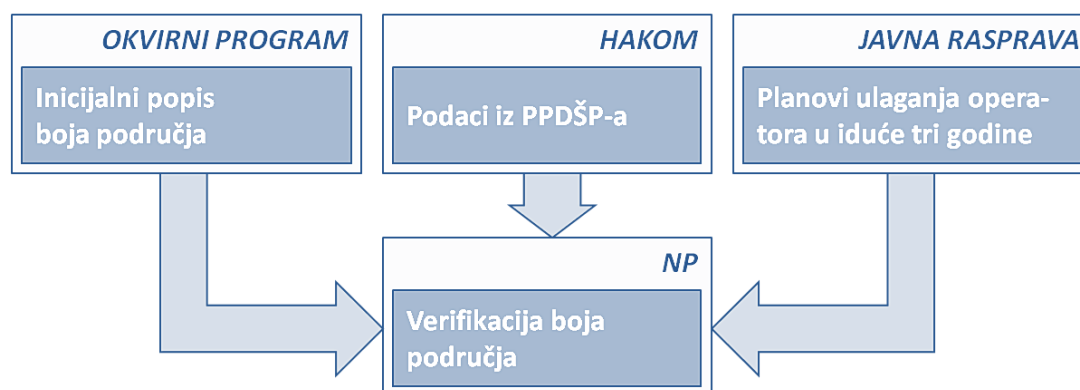 OKVIRNI PROGRAM
Inicijalni popis
boja područja
HAKOM
Podaci iz PPDŠP-a
JAVNA RASPRAVA
Planovi ulaganja opera-
tora u iduće tri godine
NP
Verifikacija boja
područja